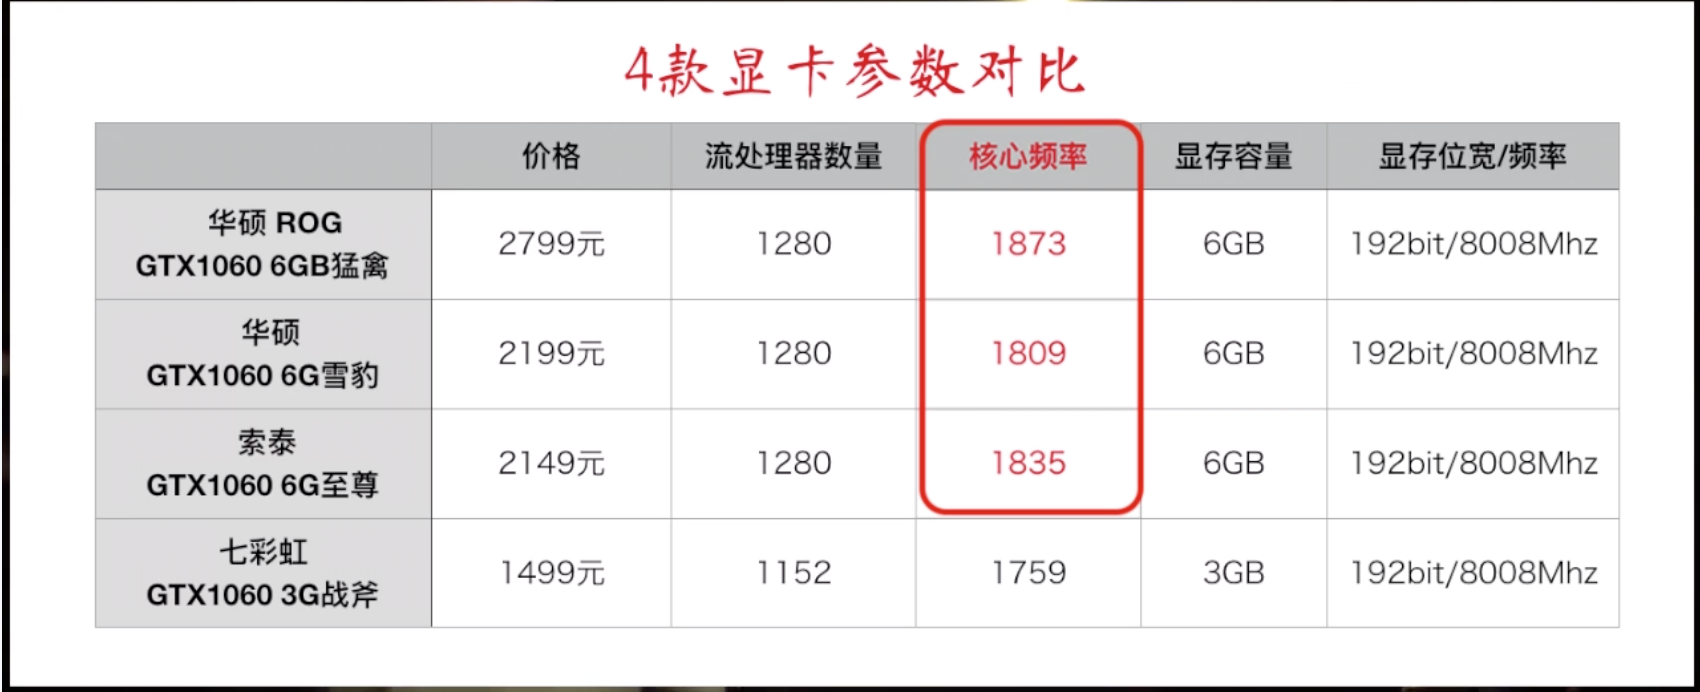 4款显卡参数对比
价格 流处理器数量 核心频率 显存容量 显存位宽/频率
华硕 ROG
GTX1060 6GB猛禽 2799元 1280 1873 6GB 192bit/8008Mhz
华硕
GTX1060 6G雪豹 2199元 1280 1809 6GB 192bit/8008Mhz
索泰
GTX1060 6G至尊 2149元 1280 1835 6GB 192bit/8008Mhz
七彩虹
GTX1060 3G战斧 1499元 1152 1759 3GB 192bit/8008Mhz